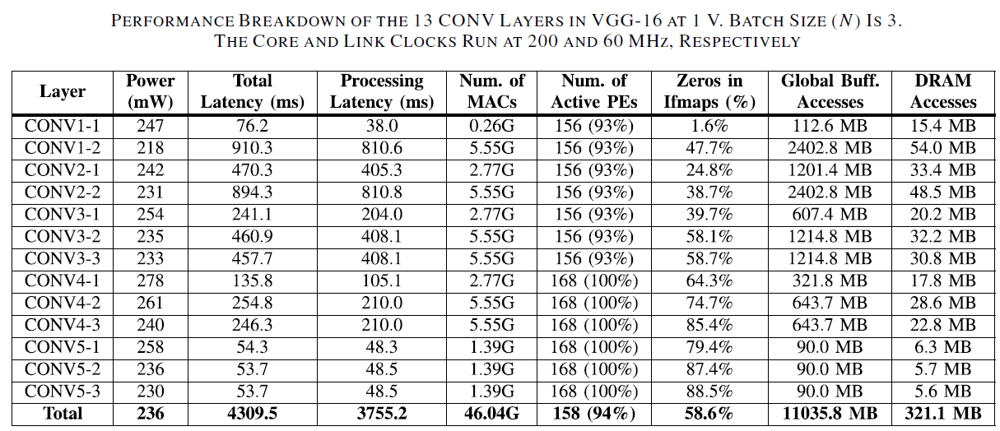 PERFORMANCE BREAKDOWN OF THE 13 CONV LAYERS IN VGG-16 AT 1 V. BATCH SIZE (N) IS 3.
THE CORE AND LINK CLOCKS RUN AT 200 AND 60 MHZ, RESPECTIVELY
Layer Power (mW) Total Latency (ms) Processing Latency (ms) Num. of MACs Num. of Active PEs Zeros in Ifmaps (%) Global Buff. Accesses DRAM Accesses
CONV1-1 247 76.2 38.0 0.26G 156 (93%) 1.6% 112.6 MB 15.4 MB
CONV1-2 218 910.3 810.6 5.55G 156 (93%) 47.7% 2402.8 MB 54.0 MB
CONV2-1 242 470.3 405.3 2.77G 156 (93%) 24.8% 1201.4 MB 33.4 MB
CONV2-2 231 894.3 810.8 5.55G 156 (93%) 38.7% 2402.8 MB 48.5 MB
CONV3-1 254 241.1 204.0 2.77G 156 (93%) 39.7% 607.4 MB 20.2 MB
CONV3-2 235 460.9 408.1 5.55G 156 (93%) 58.1% 1214.8 MB 32.2 MB
CONV3-3 233 457.7 408.1 5.55G 156 (93%) 58.7% 1214.8 MB 30.8 MB
CONV4-1 278 135.8 105.1 2.77G 168 (100%) 64.3% 321.8 MB 17.8 MB
CONV4-2 261 254.8 210.0 5.55G 168 (100%) 74.7% 643.7 MB 28.6 MB
CONV4-3 240 246.3 210.0 5.55G 168 (100%) 85.4% 643.7 MB 22.8 MB
CONV5-1 258 54.3 48.3 1.39G 168 (100%) 79.4% 90.0 MB 6.3 MB
CONV5-2 236 53.7 48.5 1.39G 168 (100%) 87.4% 90.0 MB 5.7 MB
CONV5-3 230 53.7 48.5 1.39G 168 (100%) 88.5% 90.0 MB 5.6 MB
Total 236 4309.5 3755.2 46.04G 158 (94%) 58.6% 11035.8 MB 321.1 MB